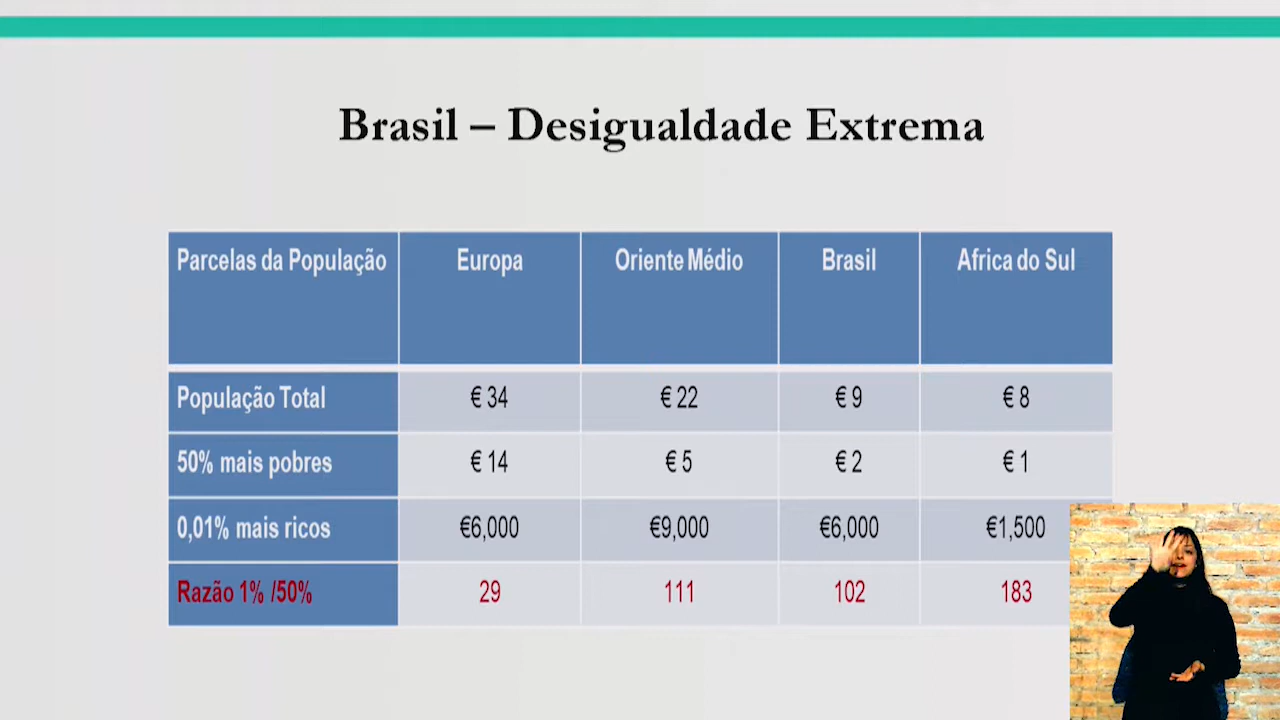 Brasil – Desigualdade Extrema
Parcelas da População Europa Oriente Médio Brasil Africa do Sul
População Total € 34 € 22 € 9 € 8
50% mais pobres € 14 € 5 € 2 € 1
0,01% mais ricos €6,000 €9,000 €6,000 €1,500
Razão 1% /50% 29 111 102 183